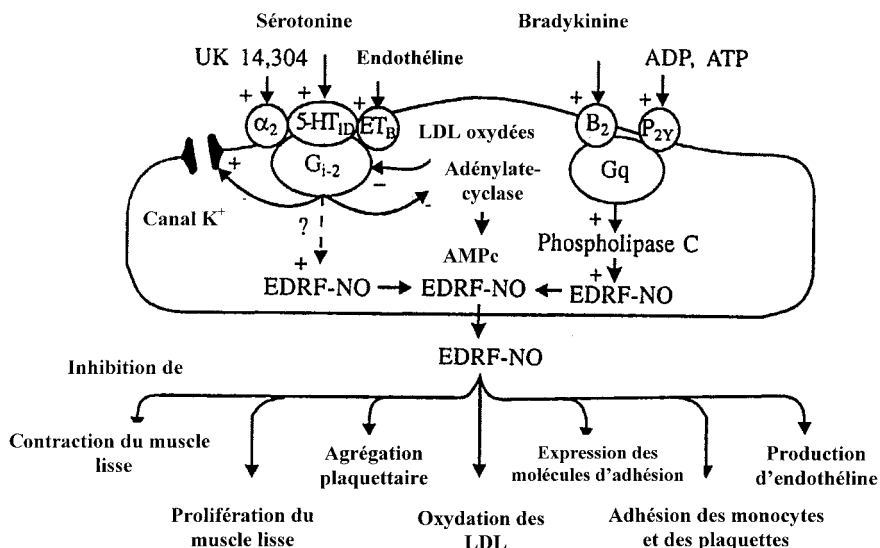 Sérotonine
Bradykinine
UK 14,304
Endothéline
ADP, ATP
+
+
+
+
+
α₂
5-HT₁D
ETB
B₂
P₂Y
LDL oxydées
+
Gi-2
−
Adénylate-
cyclase
Gq
-
-
Canal K⁺
?
+
Phospholipase C
AMPc
+
+
EDRF-NO
EDRF-NO
EDRF-NO
EDRF-NO
Inhibition de
Contraction du muscle
lisse
Agrégation
plaquettaire
Expression des
molécules d'adhésion
Production
d'endothéline
Prolifération du
muscle lisse
Oxydation des
LDL
Adhésion des monocytes
et des plaquettes